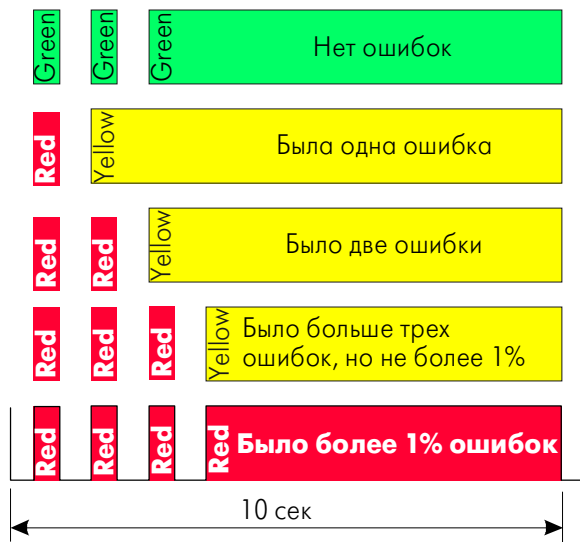 Green Green Green Нет ошибок
Red Yellow Была одна ошибка
Red Red Yellow Было две ошибки
Red Red Red Yellow Было больше трех
ошибок, но не более 1%
Red Red Red Red Было более 1% ошибок
10 сек